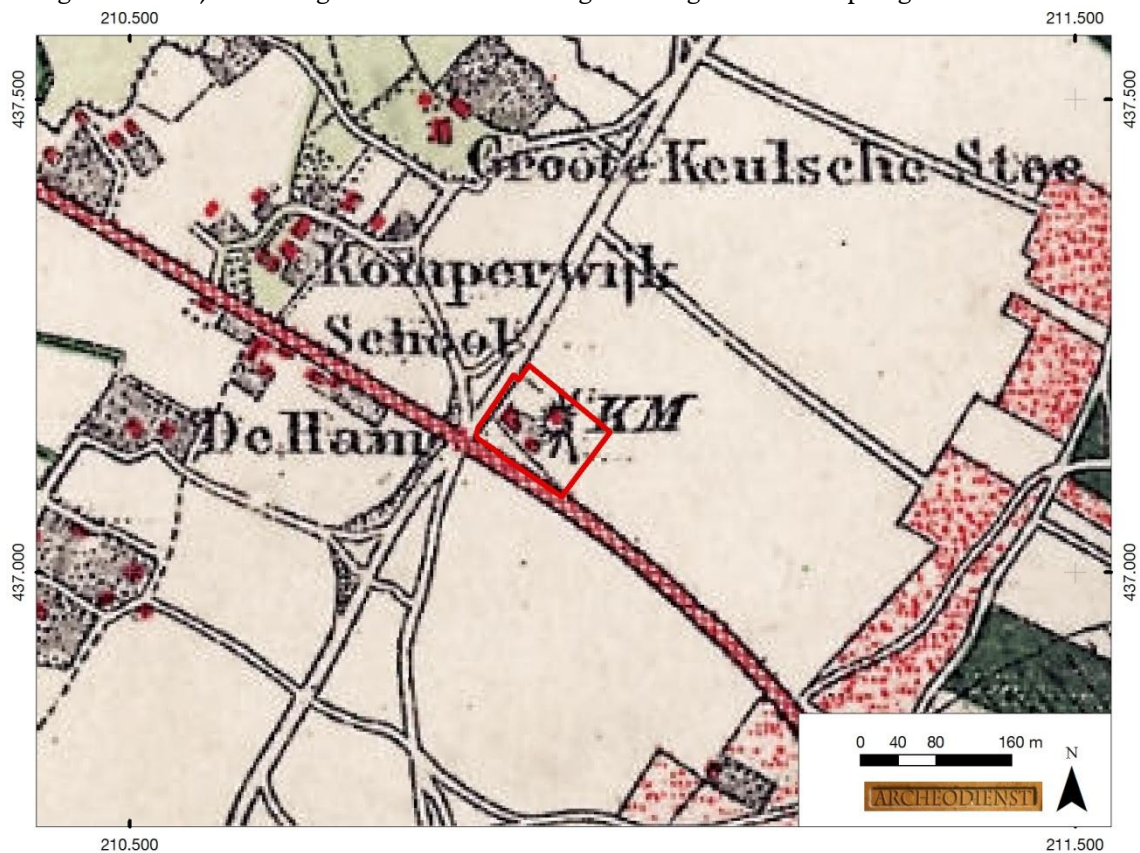 210.500 211.500
437.500 437.500
Groote Keulsche Stee
Komperwijk
School
KM
De Ham
437.000 437.000
0 40 80 160 m N
ARCHEODIENST
210.500 211.500